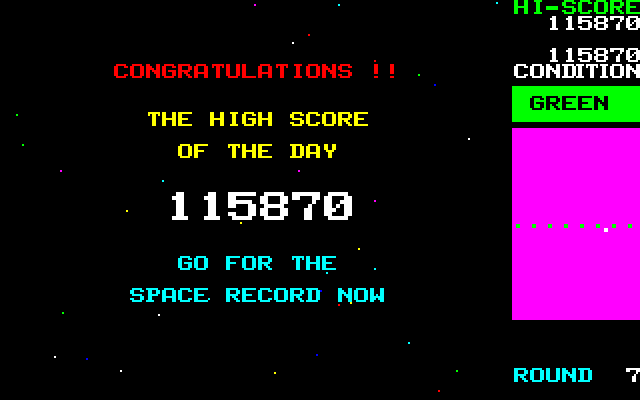 HI-SCORE
115870
115870
CONDITION
GREEN
CONGRATULATIONS !!
THE HIGH SCORE
OF THE DAY
115870
GO FOR THE
SPACE RECORD NOW
ROUND 7